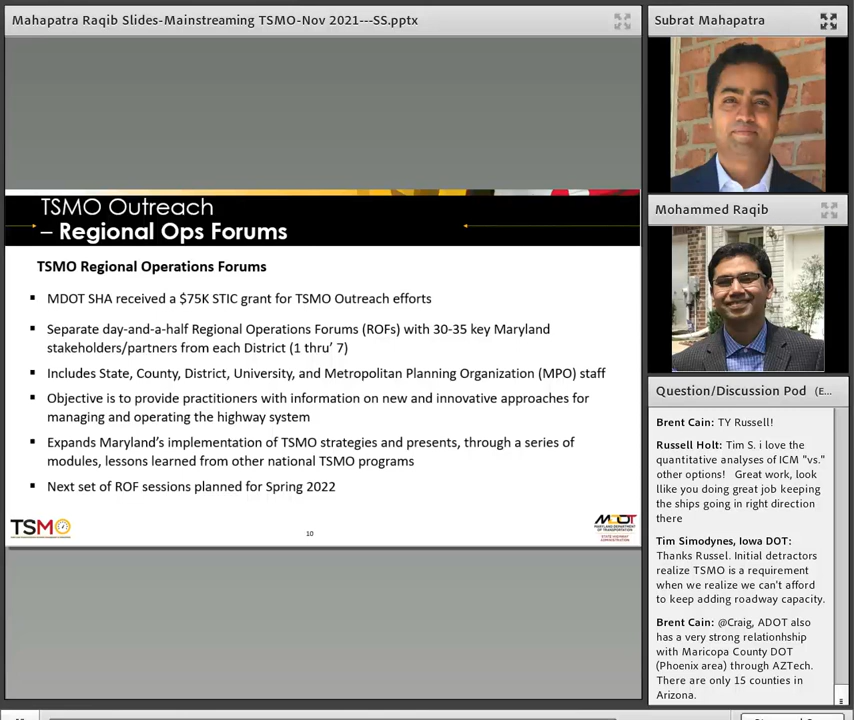 Mahapatra Raqib Slides-Mainstreaming TSMO-Nov 2021---SS.pptx
TSMO Outreach
– Regional Ops Forums
TSMO Regional Operations Forums
▪ MDOT SHA received a $75K STIC grant for TSMO Outreach efforts
▪ Separate day-and-a-half Regional Operations Forums (ROFs) with 30-35 key Maryland
stakeholders/partners from each District (1 thru’ 7)
▪ Includes State, County, District, University, and Metropolitan Planning Organization (MPO) staff
▪ Objective is to provide practitioners with information on new and innovative approaches for
managing and operating the highway system
▪ Expands Maryland’s implementation of TSMO strategies and presents, through a series of
modules, lessons learned from other national TSMO programs
▪ Next set of ROF sessions planned for Spring 2022
TSMO
10
MDOT
MARYLAND DEPARTMENT
OF TRANSPORTATION
STATE HIGHWAY
ADMINISTRATION
Subrat Mahapatra
Mohammed Raqib
Question/Discussion Pod (E...
Brent Cain: TY Russell!
Russell Holt: Tim S. i love the
quantitative analyses of ICM "vs."
other options! Great work, look
llike you doing great job keeping
the ships going in right direction
there
Tim Simodynes, Iowa DOT:
Thanks Russel. Initial detractors
realize TSMO is a requirement
when we realize we can't afford
to keep adding roadway capacity.
Brent Cain: @Craig, ADOT also
has a very strong relationhship
with Maricopa County DOT
(Phoenix area) through AZTech.
There are only 15 counties in
Arizona.